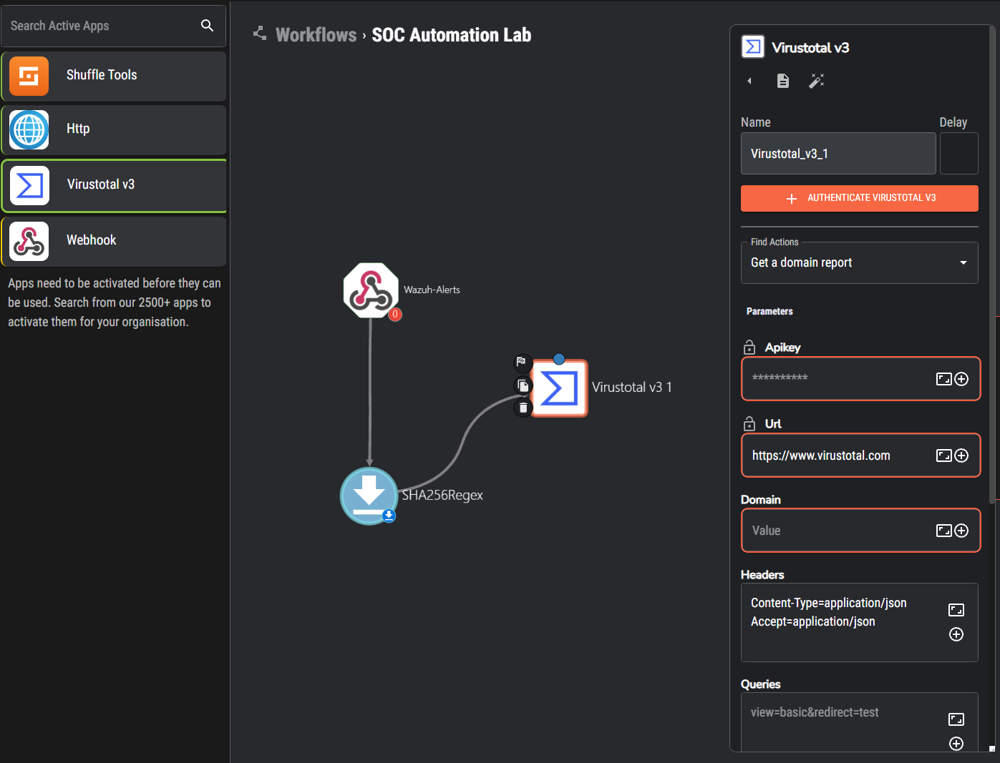 Search Active Apps
Shuffle Tools
Http
Virustotal v3
Webhook
Apps need to be activated before they can
be used. Search from our 2500+ apps to
activate them for your organisation.
Workflows › SOC Automation Lab
Wazuh-Alerts
0
Virustotal v3 1
SHA256Regex
Virustotal v3
Name
Delay
Virustotal_v3_1
AUTHENTICATE VIRUSTOTAL V3
Find Actions
Get a domain report
Parameters
Apikey
**********
Url
https://www.virustotal.com
Domain
Value
Headers
Content-Type=application/json
Accept=application/json
Queries
view=basic&redirect=test